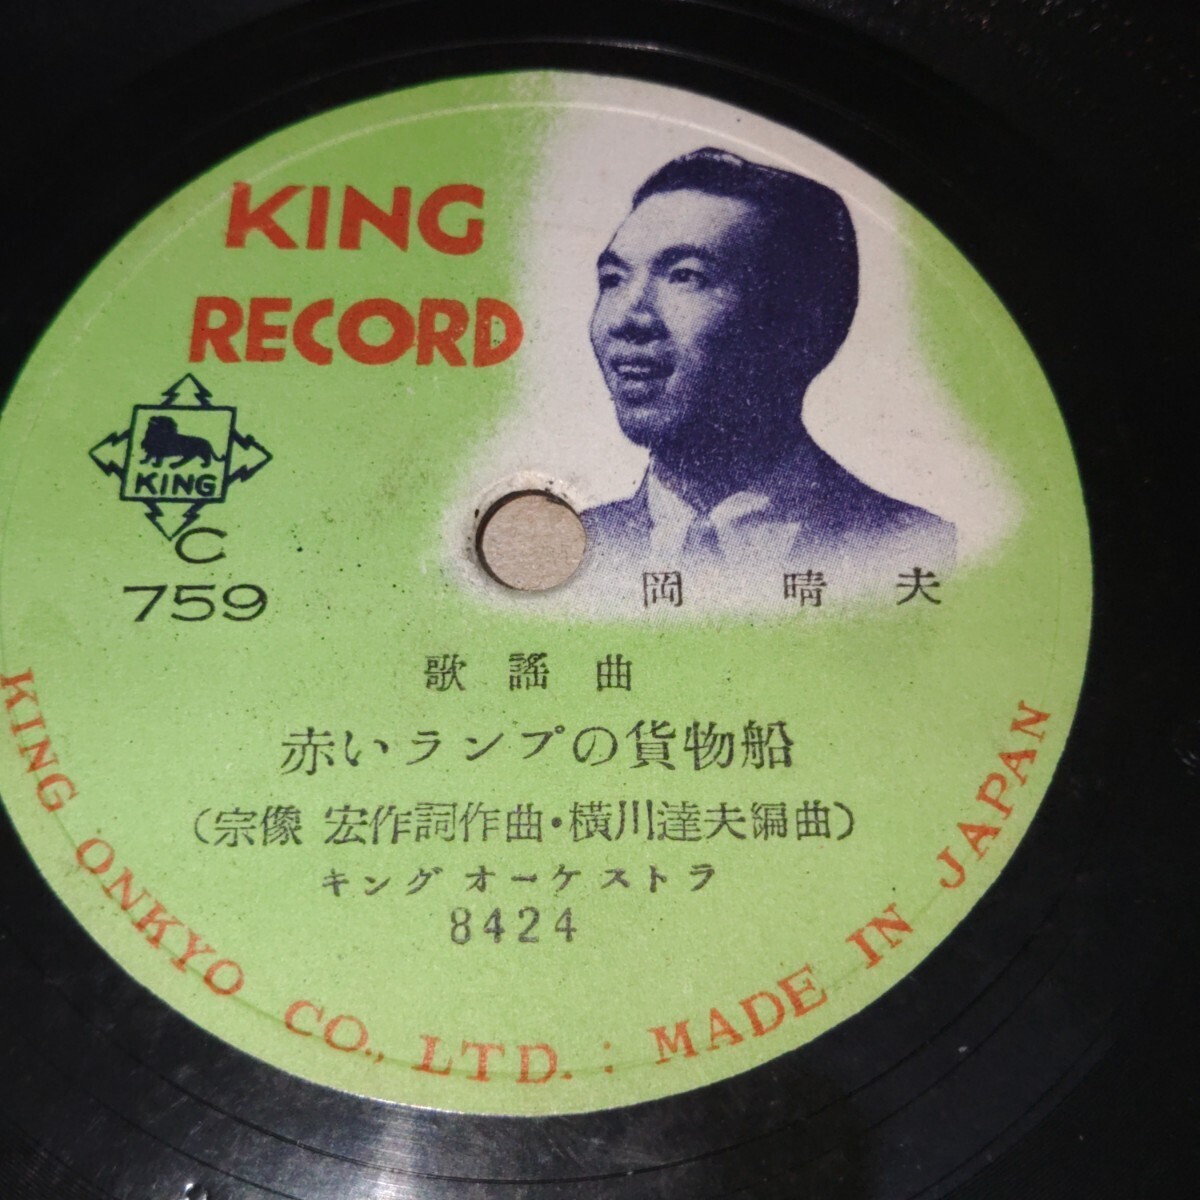 KING
RECORD
KING
C
759
岡晴夫
歌謡曲
赤いランプの貨物船
(宗像 宏作詞作曲・横川達夫編曲)
キングオーケストラ
8424
KING ONKYO CO., LTD. : MADE IN JAPAN